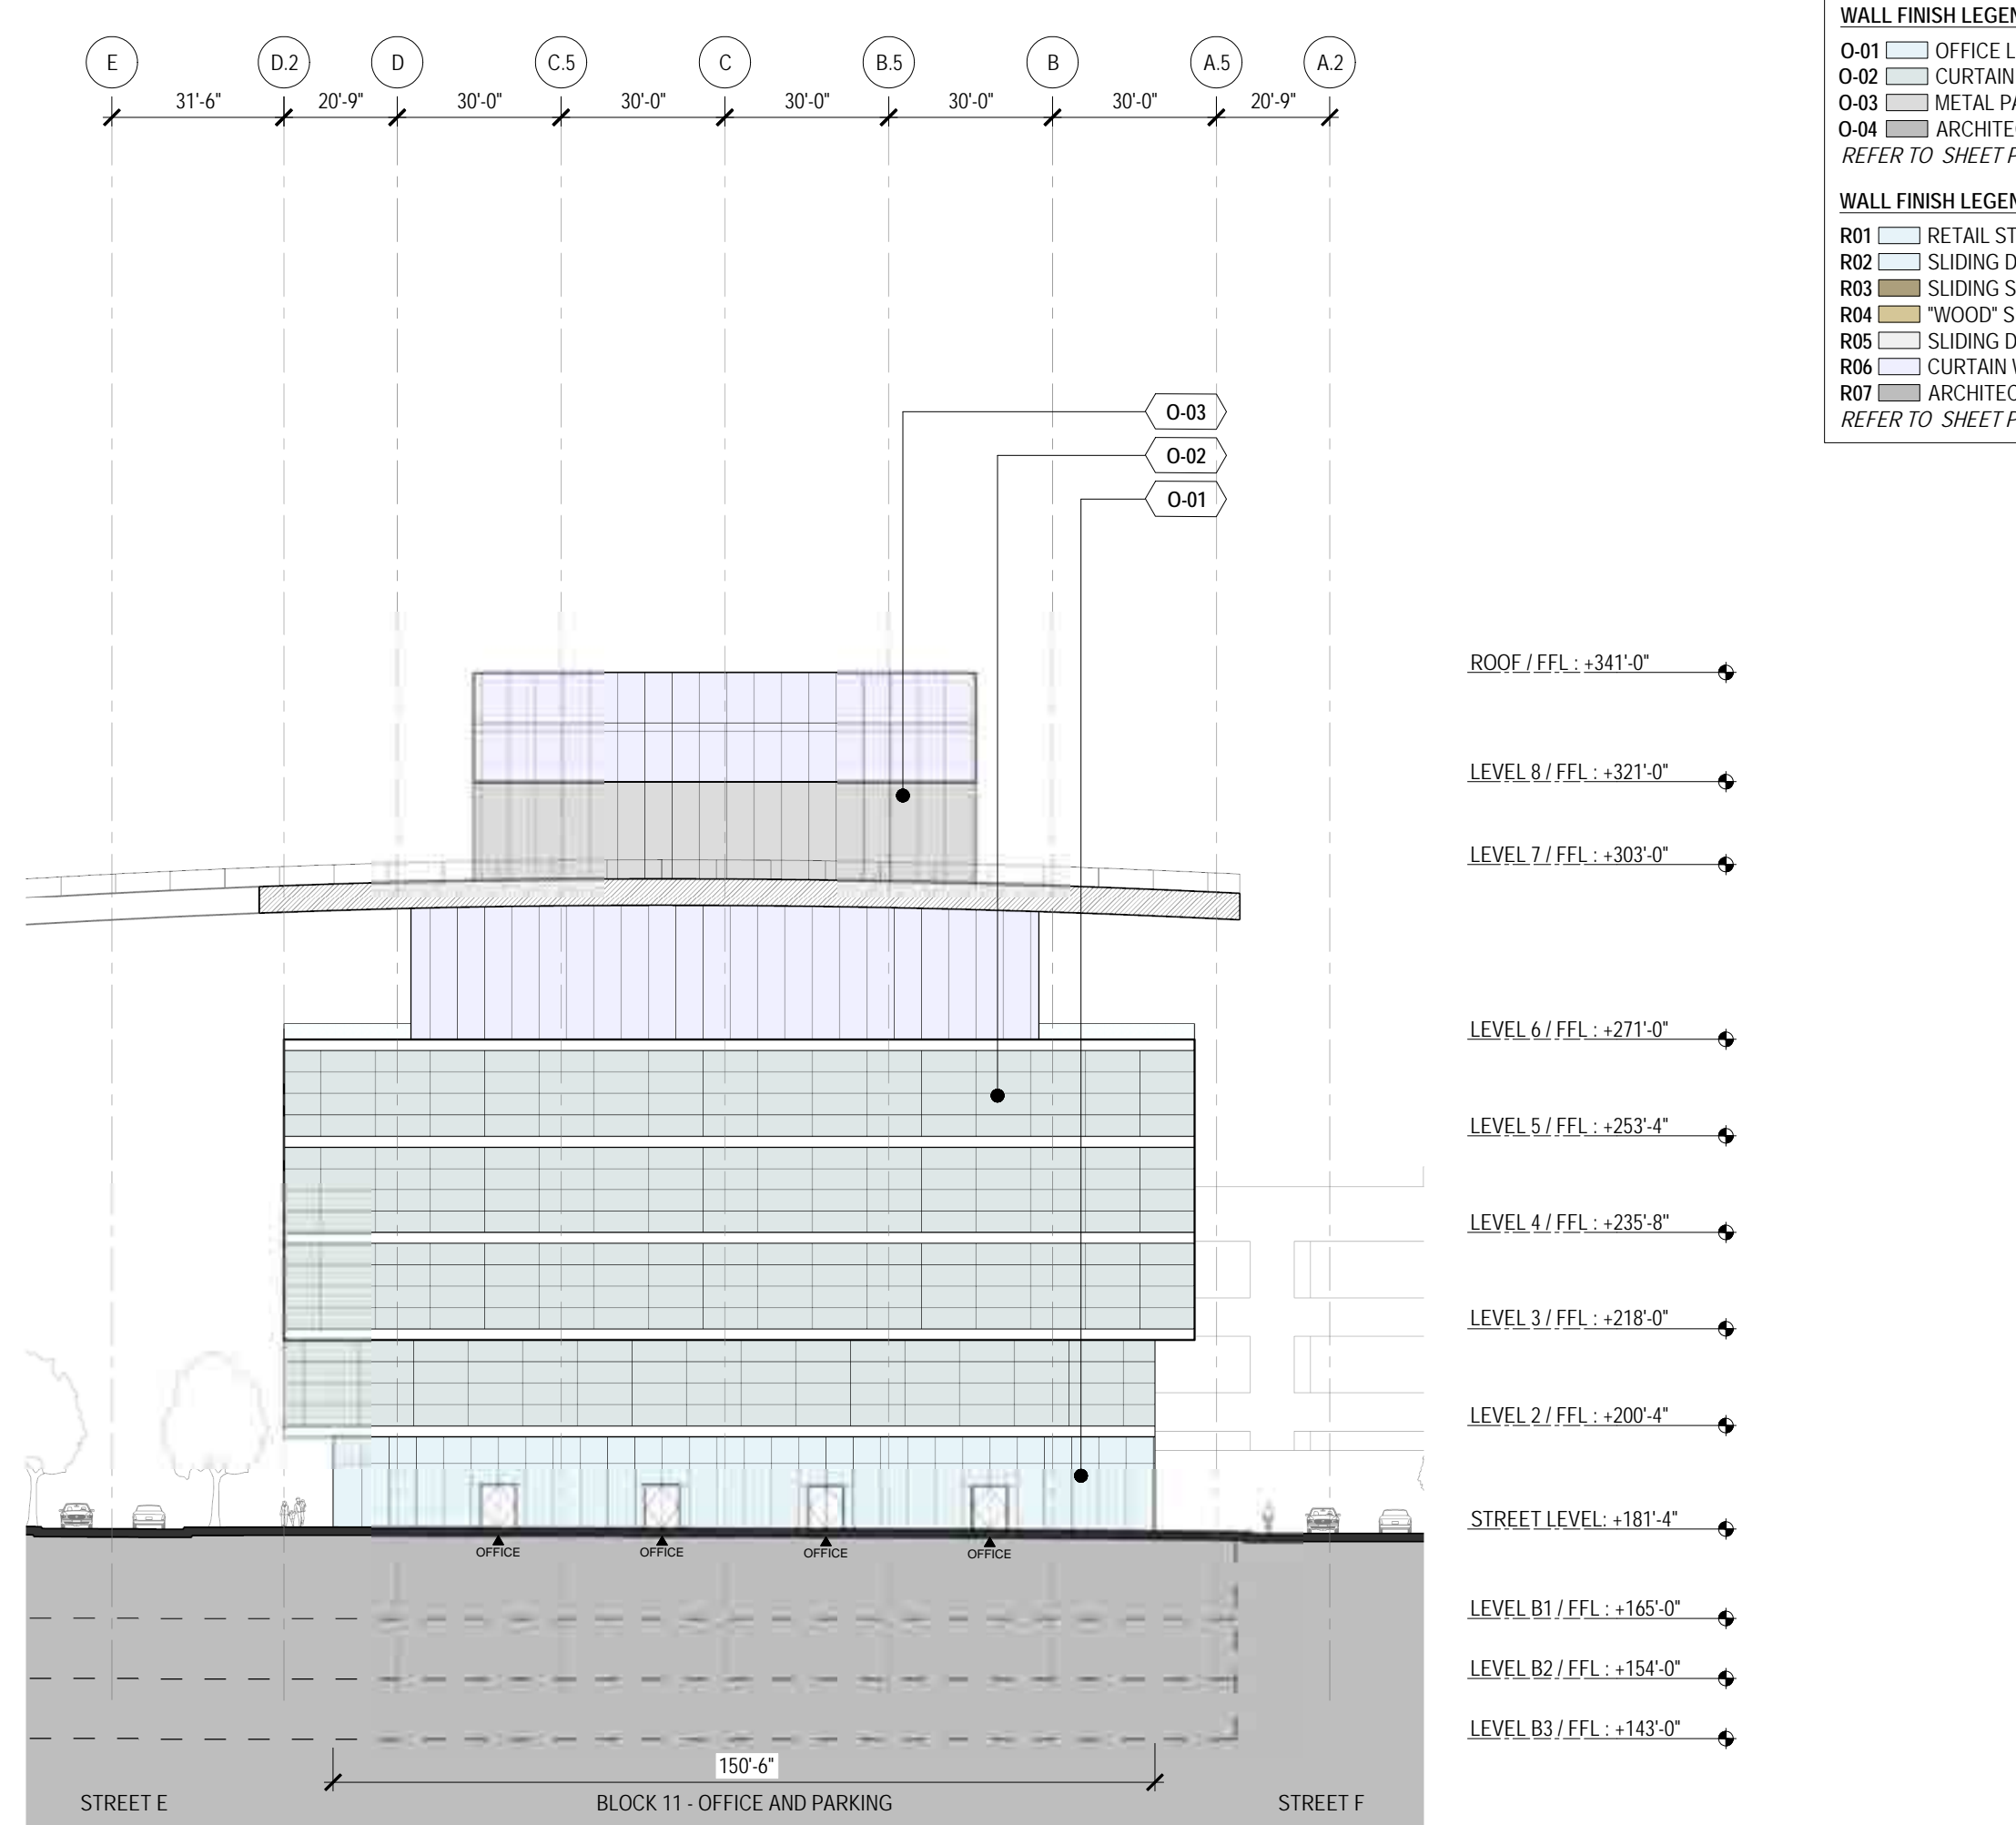 E D.2 D C.5 C B.5 B A.5 A.2
31'-6" 20'-9" 30'-0" 30'-0" 30'-0" 30'-0" 30'-0" 20'-9"
WALL FINISH
O-01 OFFICE
O-02 CURTAIN
O-03 METAL
O-04
REFER TO SHEET
WALL FINISH
R01 RETAIL
R02 SLIDING
R03 SLIDING
R04 "WOOD"
R05 SLIDING
R06 CURTAIN
R07
REFER TO SHEET
O-03
O-02
O-01
ROOF / FFL : +341'-0"
LEVEL 8 / FFL : +321'-0"
LEVEL 7 / FFL : +303'-0"
LEVEL 6 / FFL : +271'-0"
LEVEL 5 / FFL : +253'-4"
LEVEL 4 / FFL : +235'-8"
LEVEL 3 / FFL : +218'-0"
LEVEL 2 / FFL : +200'-4"
STREET LEVEL: +181'-4"
OFFICE OFFICE OFFICE OFFICE
LEVEL B1 / FFL : +165'-0"
LEVEL B2 / FFL : +154'-0"
LEVEL B3 / FFL : +143'-0"
150'-6"
STREET E BLOCK 11 - OFFICE AND PARKING STREET F